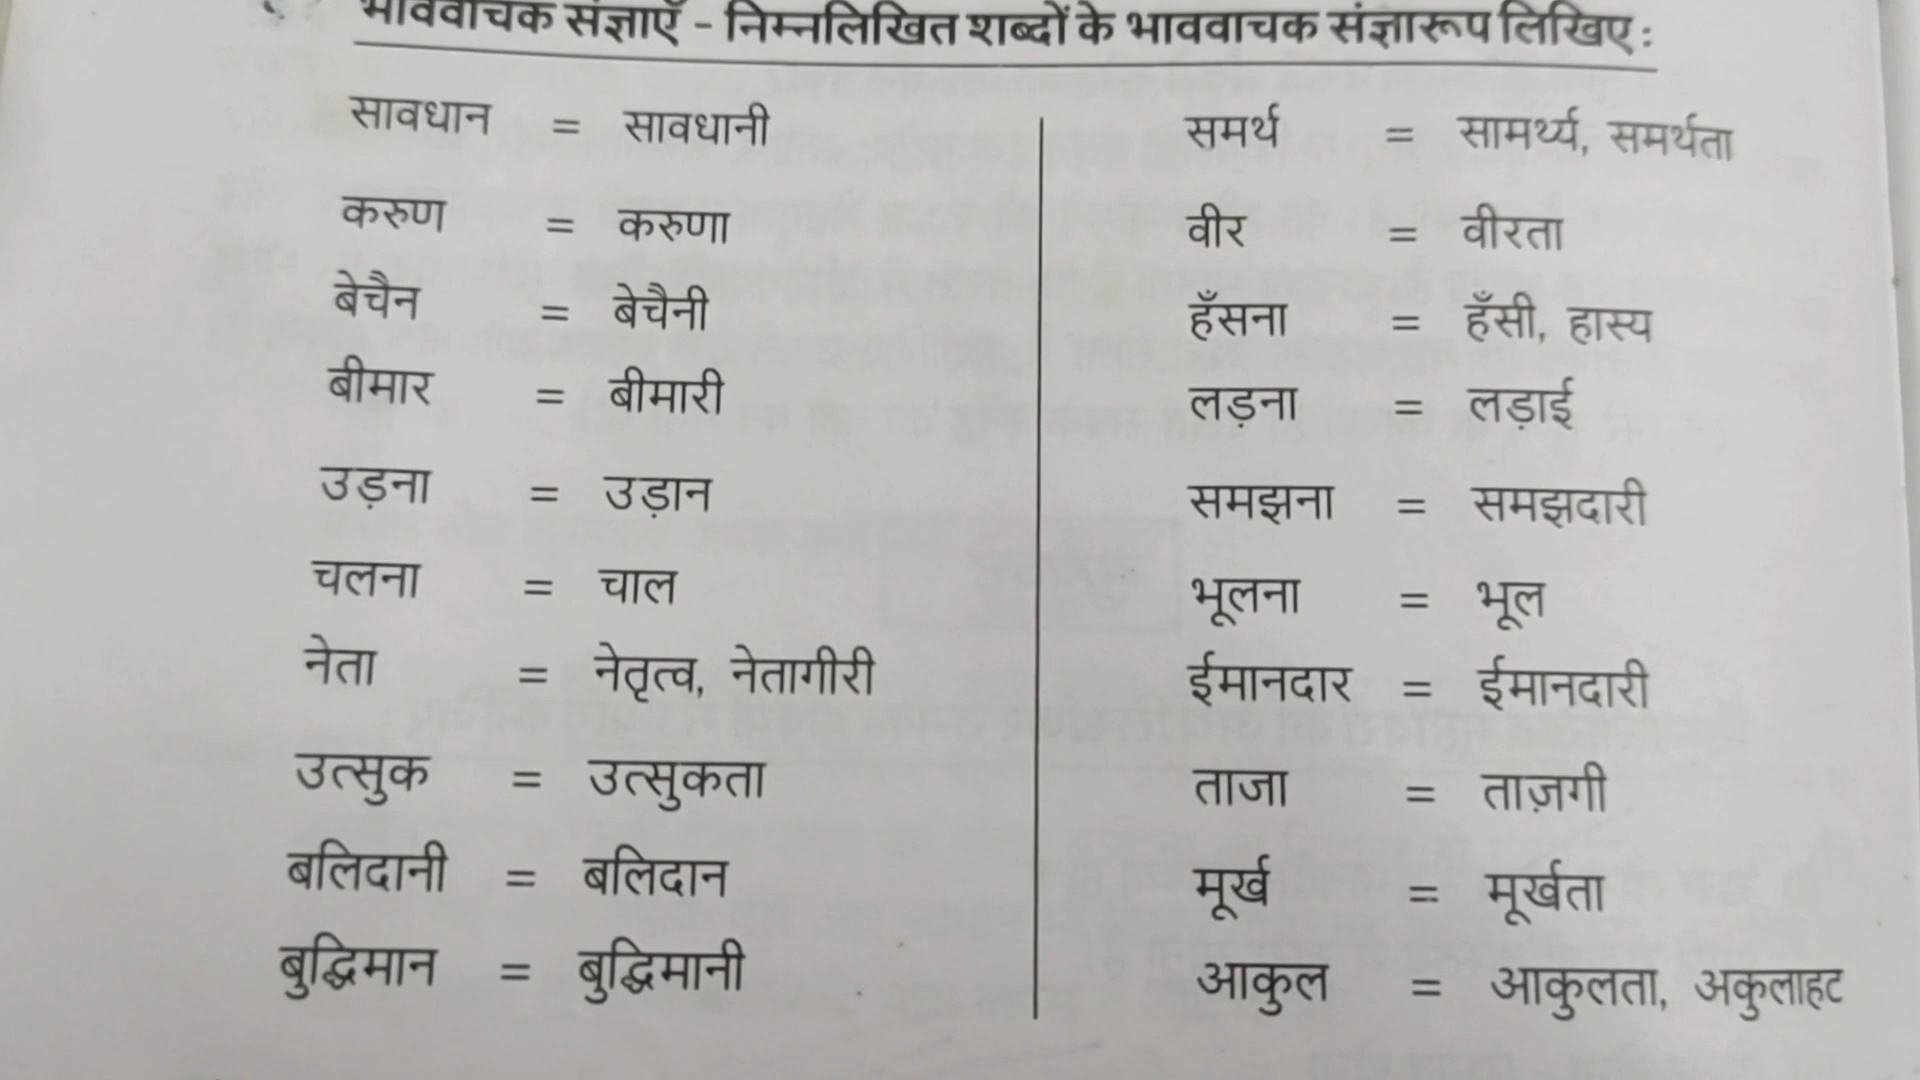 भाववाचक संज्ञाएँ - निम्नलिखित शब्दों के भाववाचक संज्ञारूप लिखिए :
सावधान = सावधानी
करुण = करुणा
बेचैन = बेचैनी
बीमार = बीमारी
उड़ना = उड़ान
चलना = चाल
नेता = नेतृत्व, नेतागीरी
उत्सुक = उत्सुकता
बलिदानी = बलिदान
बुद्धिमान = बुद्धिमानी
समर्थ = सामर्थ्य, समर्थता
वीर = वीरता
हँसना = हँसी, हास्य
लड़ना = लड़ाई
समझना = समझदारी
भूलना = भूल
ईमानदार = ईमानदारी
ताजा = ताज़गी
मूर्ख = मूर्खता
आकुल = आकुलता, अकुलाहट